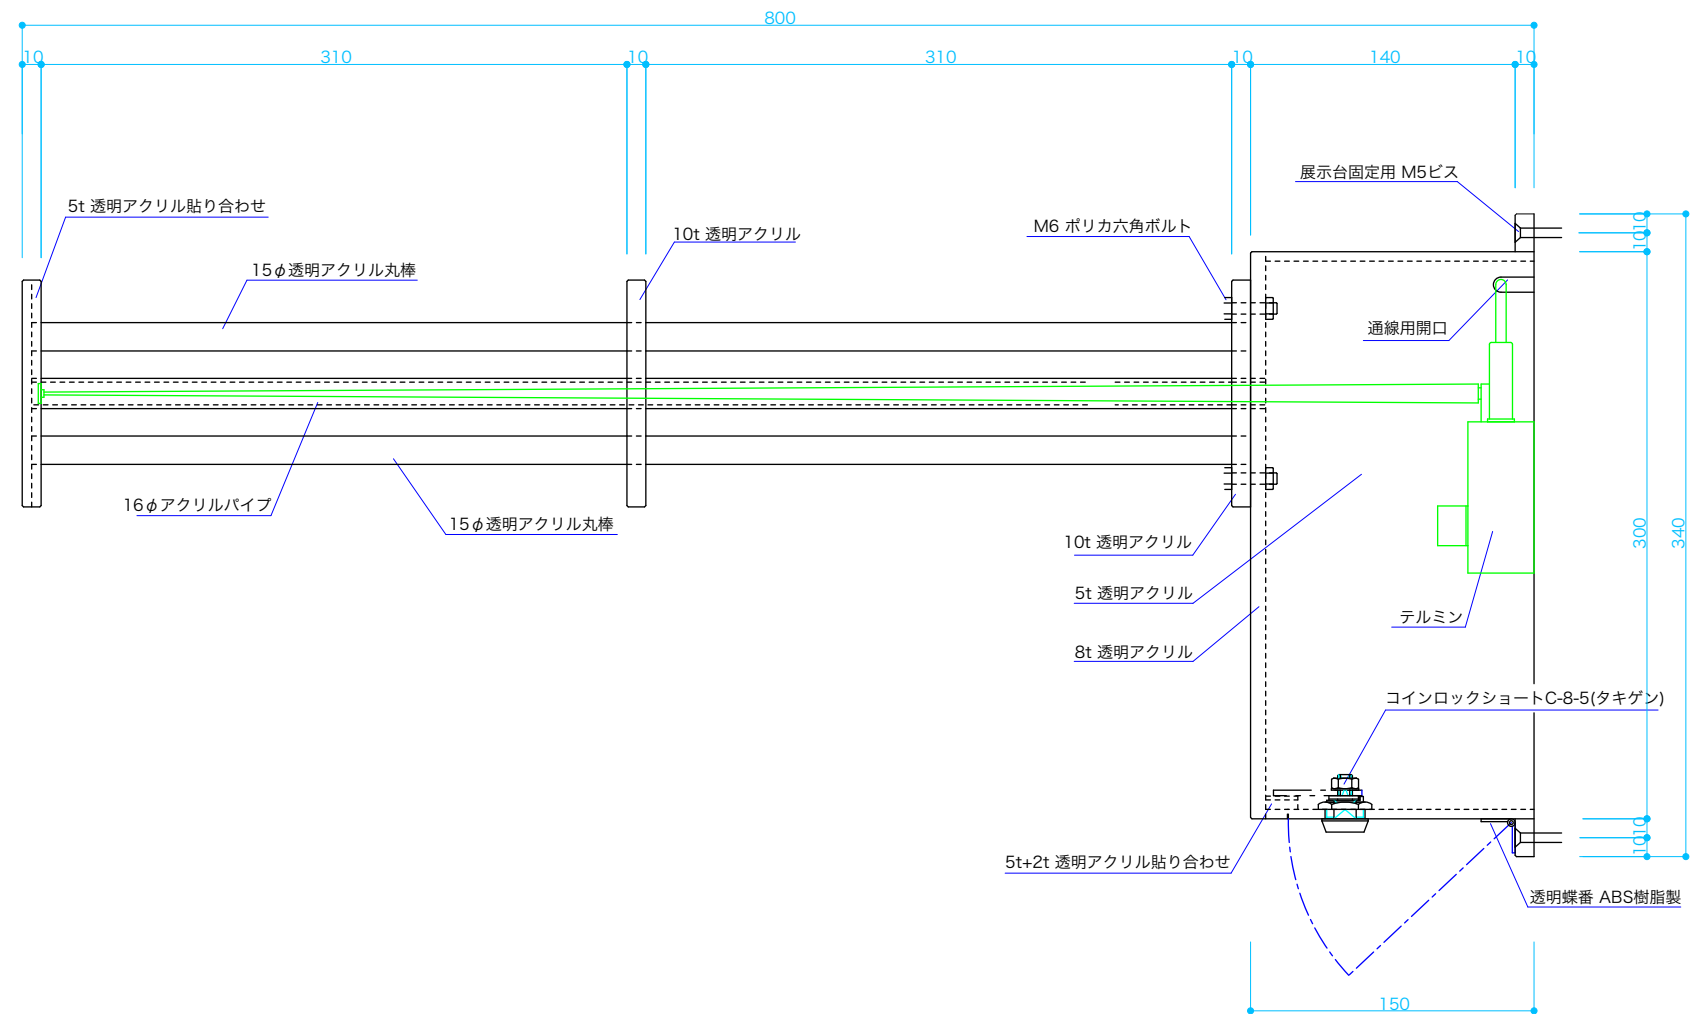 800
10
310
10
310
10
140
10
展示台固定用 M5ビス
5t 透明アクリル貼り合わせ
10t 透明アクリル
M6 ポリカ六角ボルト
1010
15φ透明アクリル丸棒
通線用開口
16φアクリルパイプ
15φ透明アクリル丸棒
10t 透明アクリル
300
340
5t 透明アクリル
テルミン
8t 透明アクリル
コインロックショートC-8-5(タキゲン)
1010
5t+2t 透明アクリル貼り合わせ
透明蝶番 ABS樹脂製
150